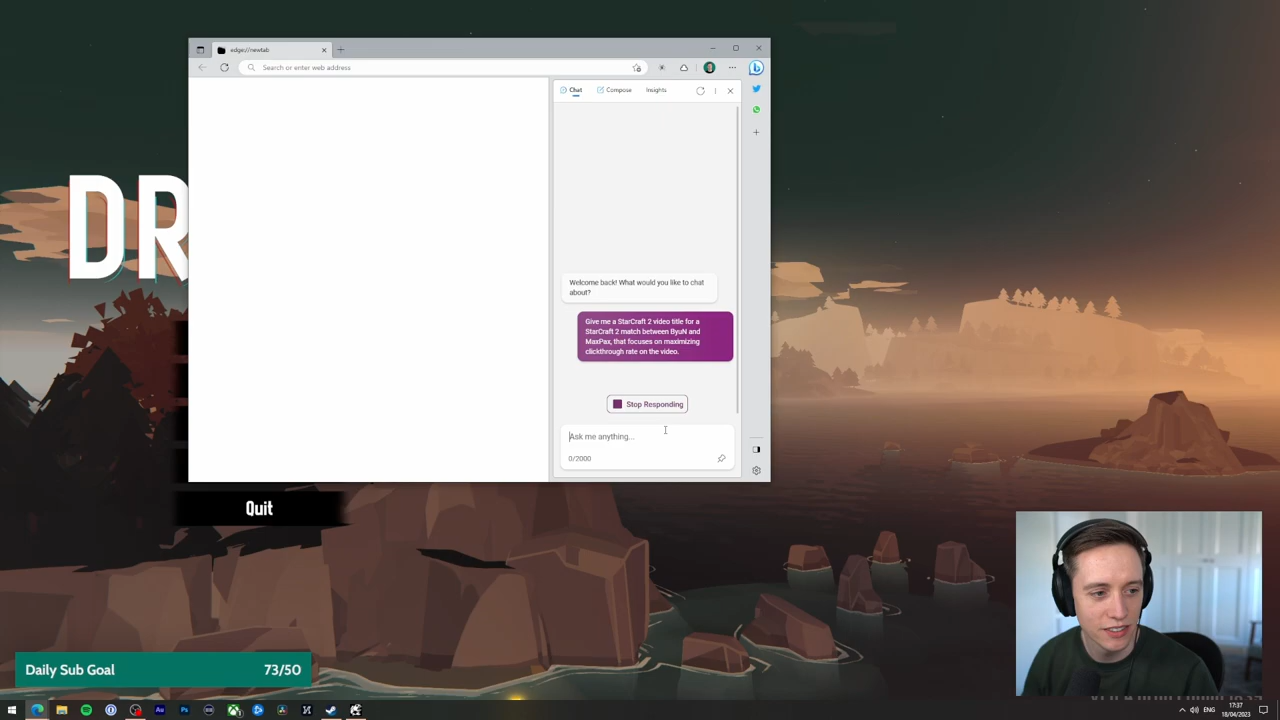 edge://newtab
Search or enter web address
Chat
Compose
Insights
Welcome back! What would you like to chat
about?
Give me a StarCraft 2 video title for a
StarCraft 2 match between ByuN and
MaxPax, that focuses on maximizing
clickthrough rate on the video.
Stop Responding
Ask me anything...
0/2000
DR
Quit
Daily Sub Goal 73/50
ENG
17:37
18/04/2023